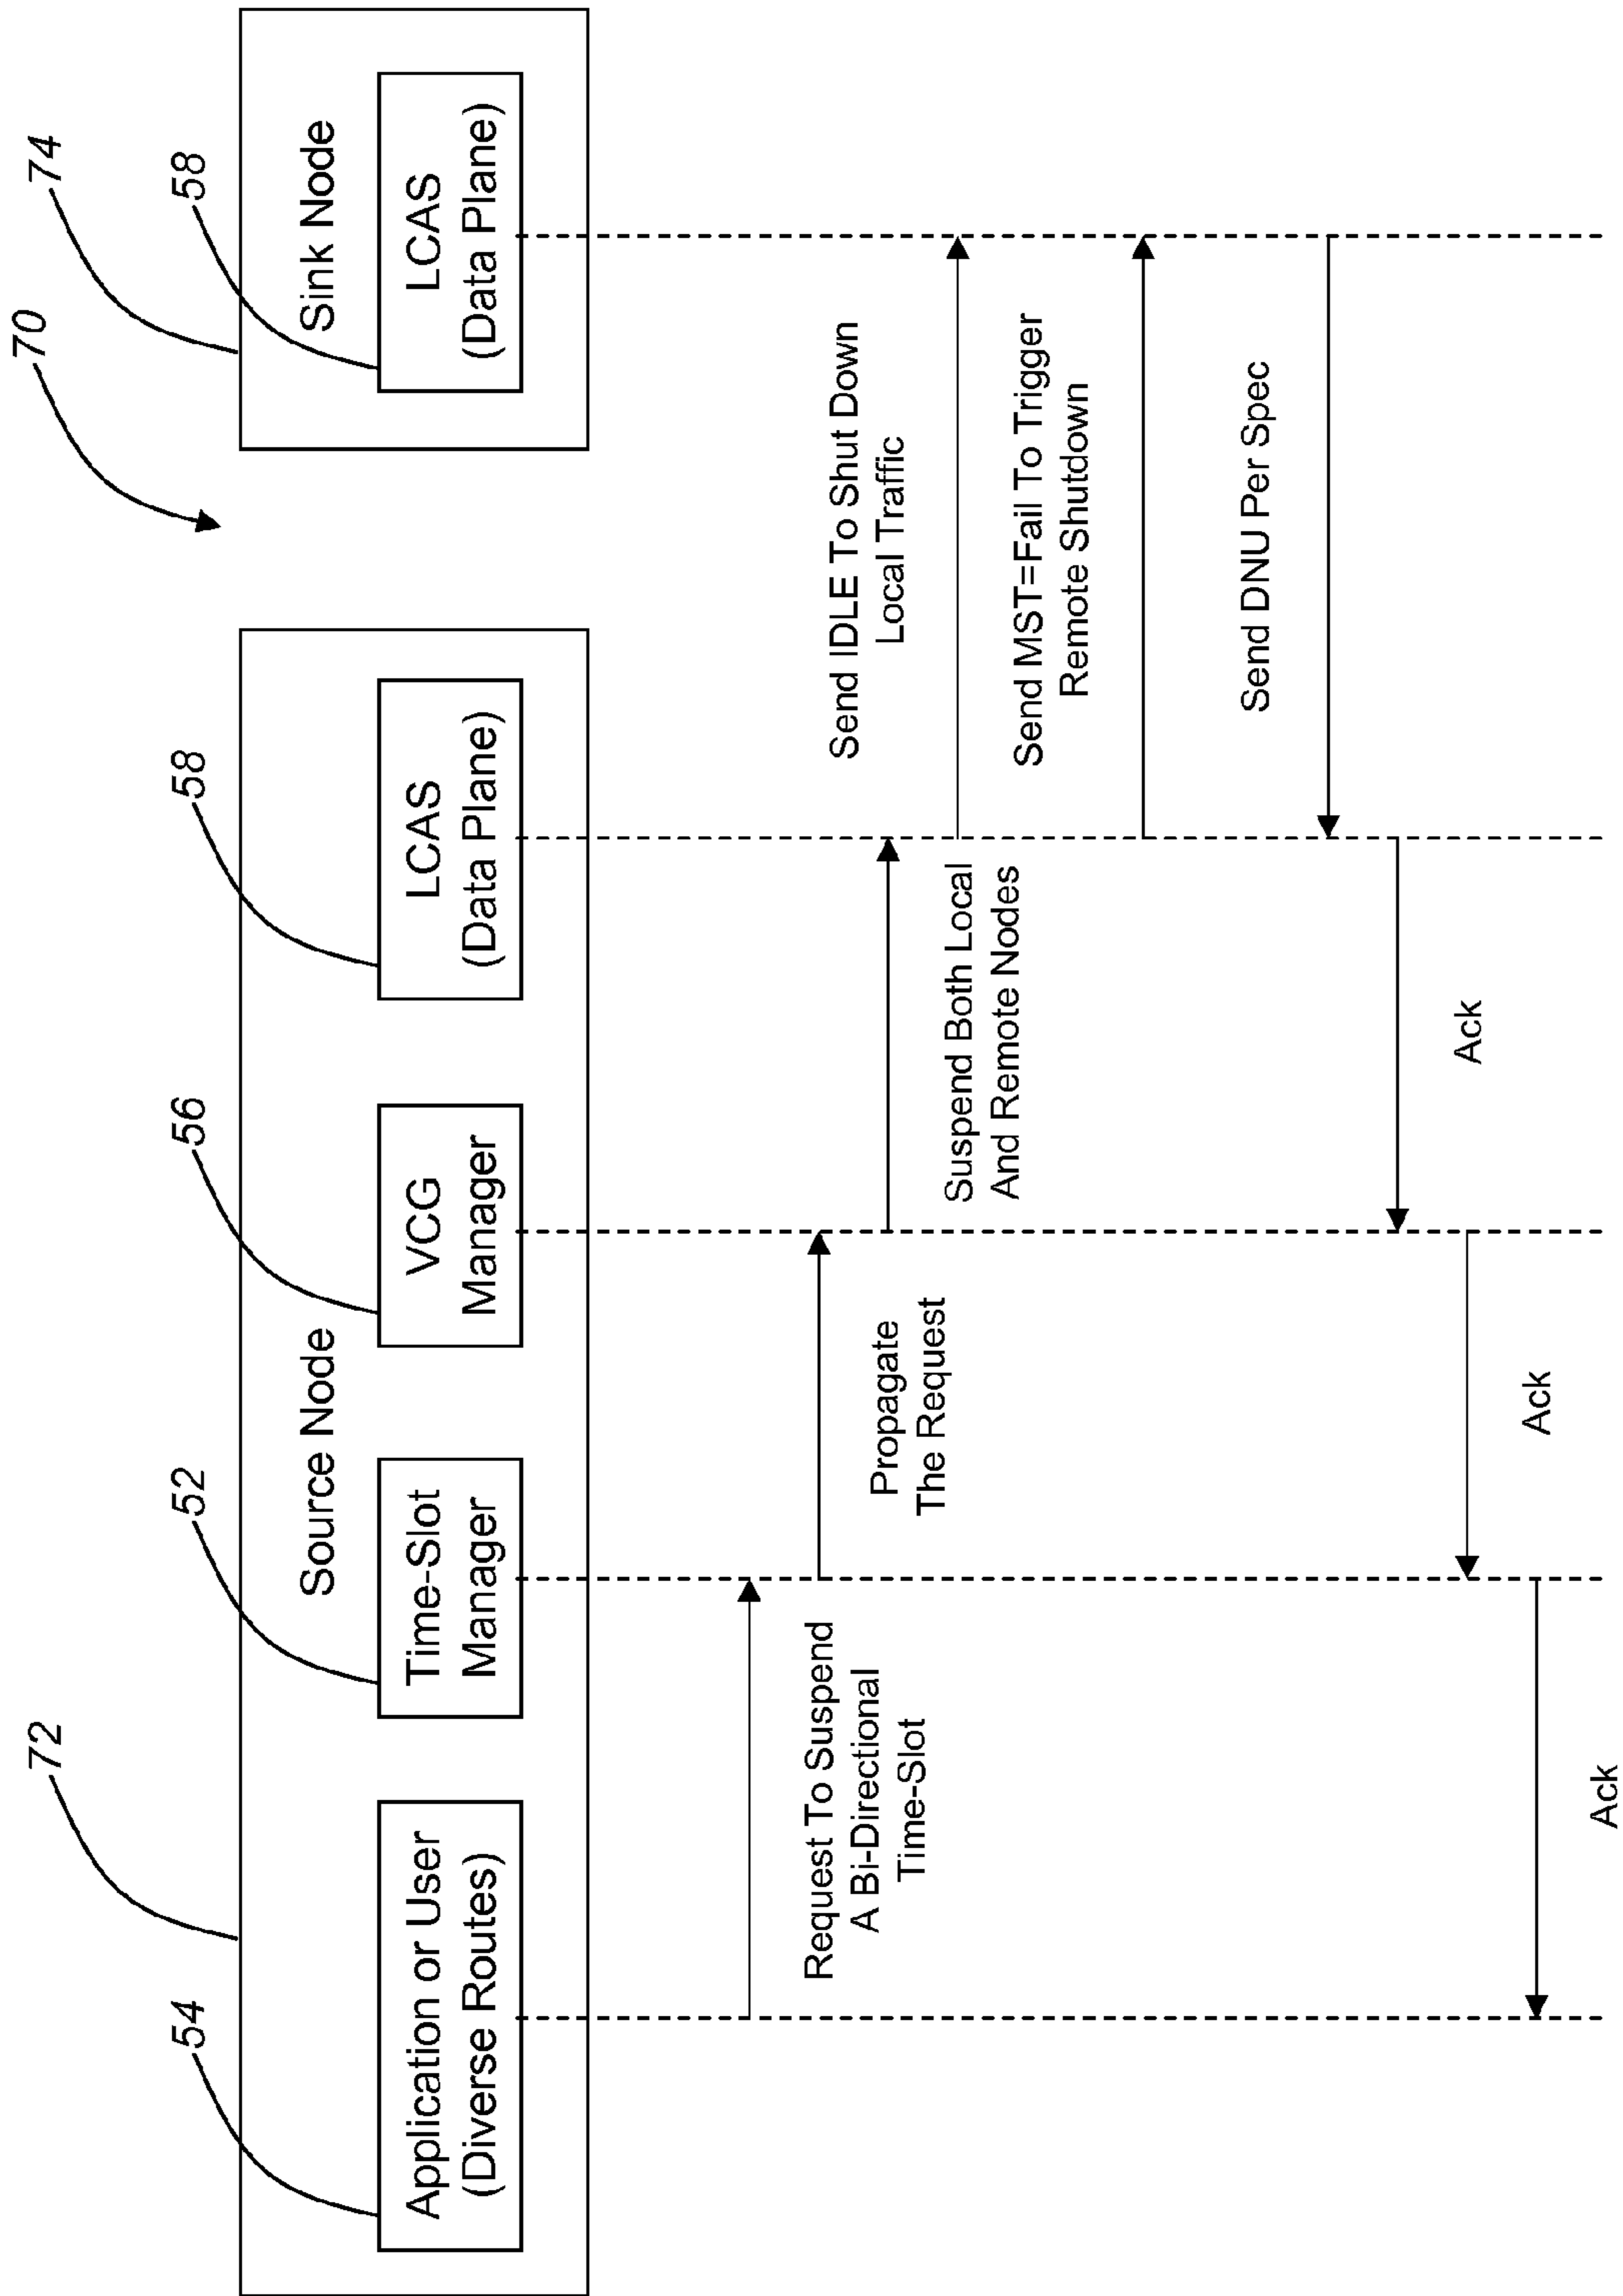 70
72
74
Source Node
Sink Node
54
52
56
58
58
Application or User
(Diverse Routes)
Time-Slot
Manager
VCG
Manager
LCAS
(Data Plane)
LCAS
(Data Plane)
Request To Suspend
A Bi-Directional
Time-Slot
Propagate
The Request
Suspend Both Local
And Remote Nodes
Send IDLE To Shut Down
Local Traffic
Send MST=Fail To Trigger
Remote Shutdown
Send DNU Per Spec
Ack
Ack
Ack